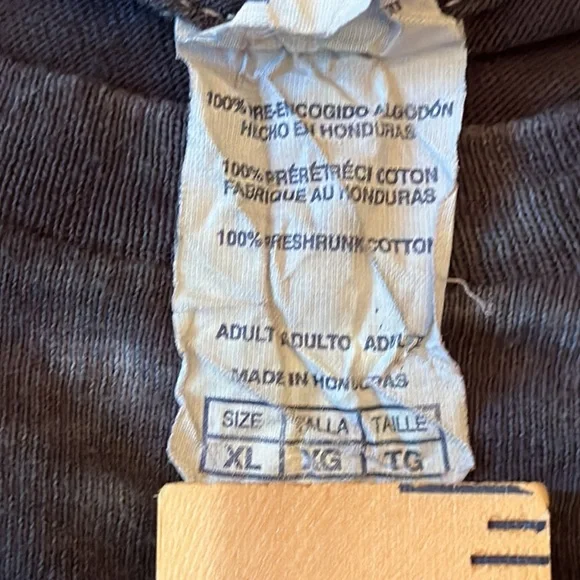 100% PRE-ENCOGIDO ALGODÓN
HECHO EN HONDURAS
100% PRÉRÉTRÉCI COTON
FABRIQUE AU HONDURAS
100% PRESHRUNK COTTON
ADULT ADULTO ADULTE
MADE IN HONDURAS
SIZE TALLA TAILLE
XL XG TG